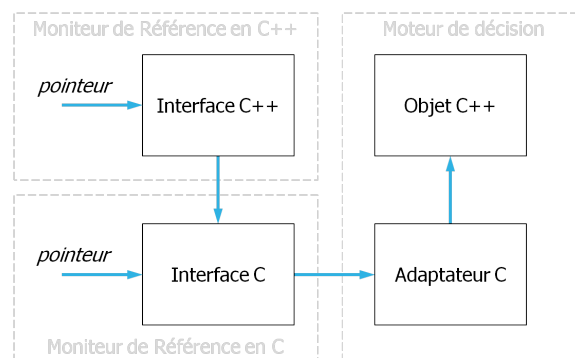 Moniteur de Référence en C++
Moteur de décision
pointeur
Interface C++
Objet C++
pointeur
Interface C
Adaptateur C
Moniteur de Référence en C